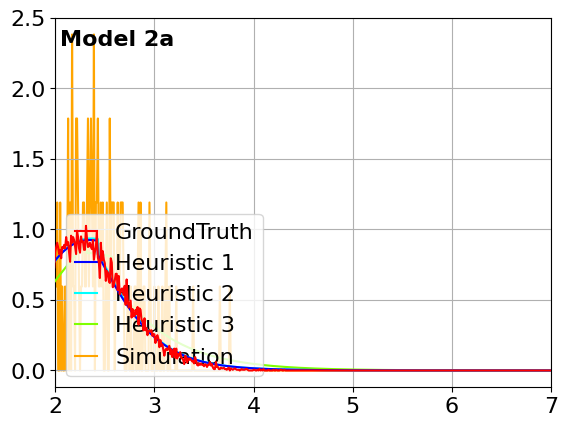 Model 2a
2.5
2.0
1.5
1.0
0.5
0.0
GroundTruth
Heuristic 1
Heuristic 2
Heuristic 3
Simulation
2 3 4 5 6 7